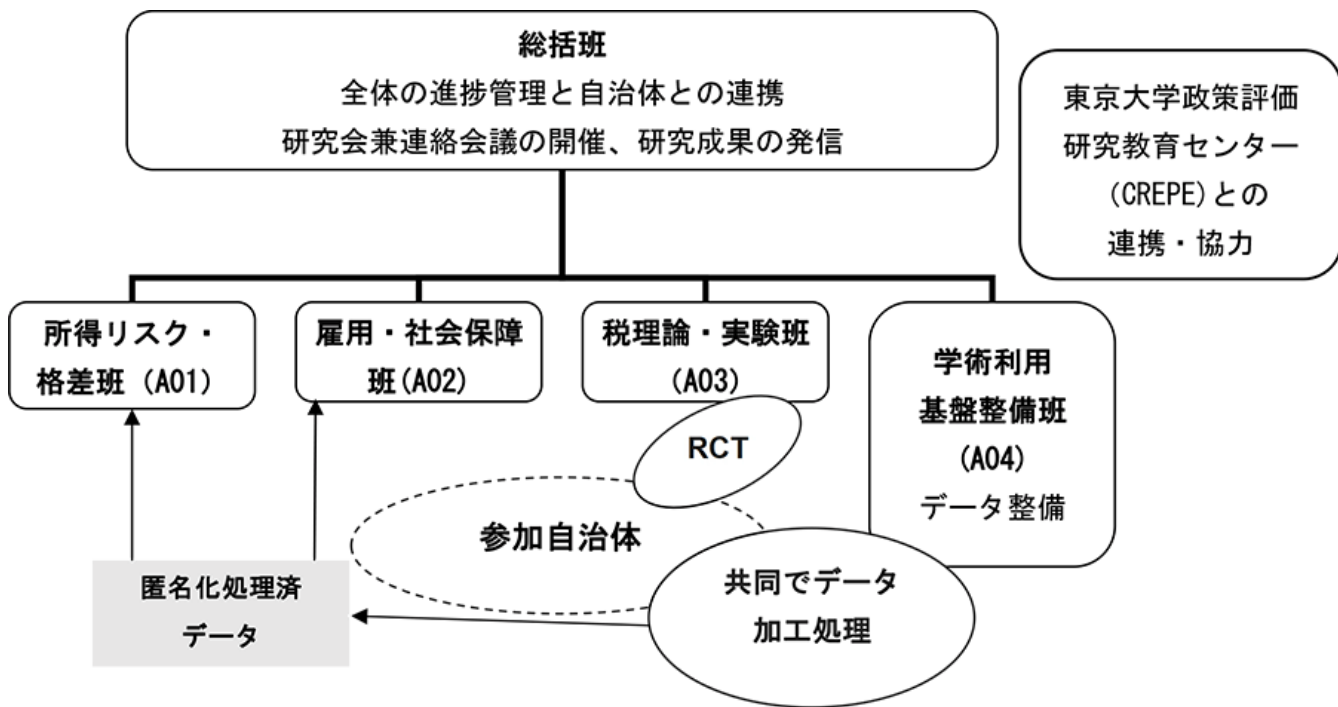 総括班
全体の進捗管理と自治体との連携
研究会兼連絡会議の開催、研究成果の発信
東京大学政策評価
研究教育センター
(CREPE)との
連携・協力
所得リスク・
格差班 (A01)
雇用・社会保障
班(A02)
税理論・実験班
(A03)
学術利用
基盤整備班
(A04)
データ整備
RCT
参加自治体
共同でデータ
加工処理
匿名化処理済
データ